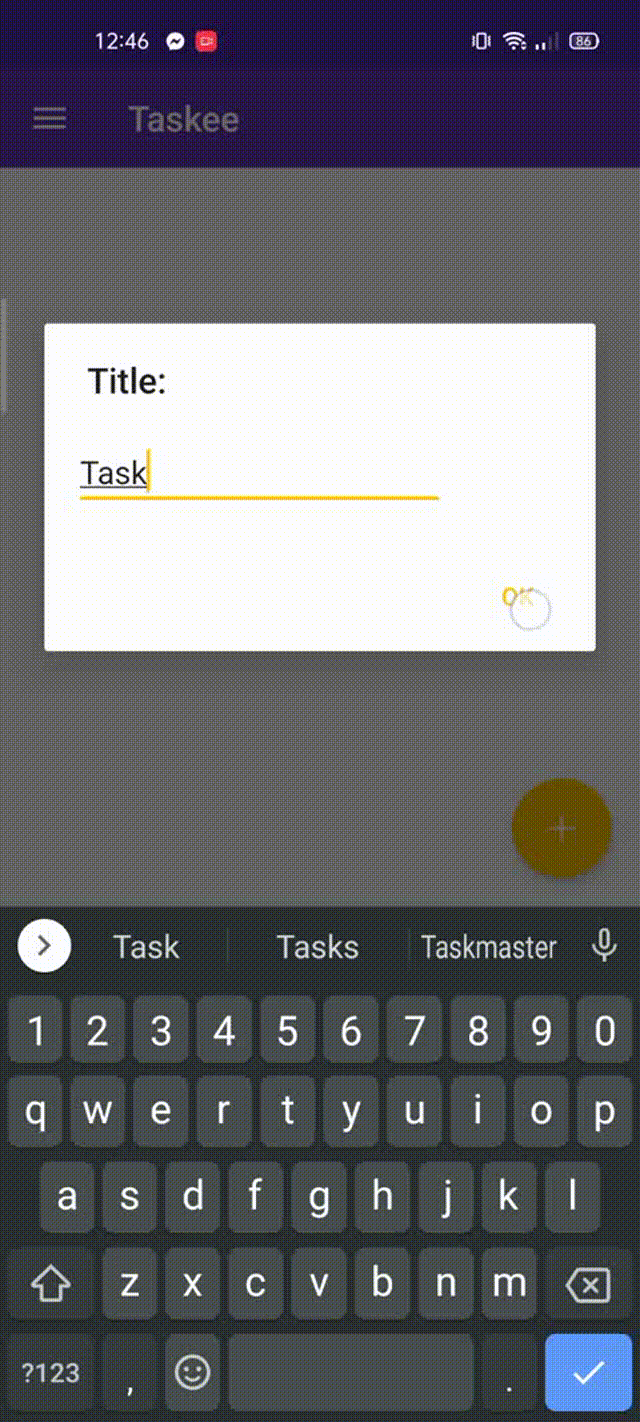 12:46 86
Taskee
Title:
Task
OK
Task Tasks Taskmaster
1 2 3 4 5 6 7 8 9 0
q w e r t y u i o p
a s d f g h j k l
z x c v b n m
?123 , .